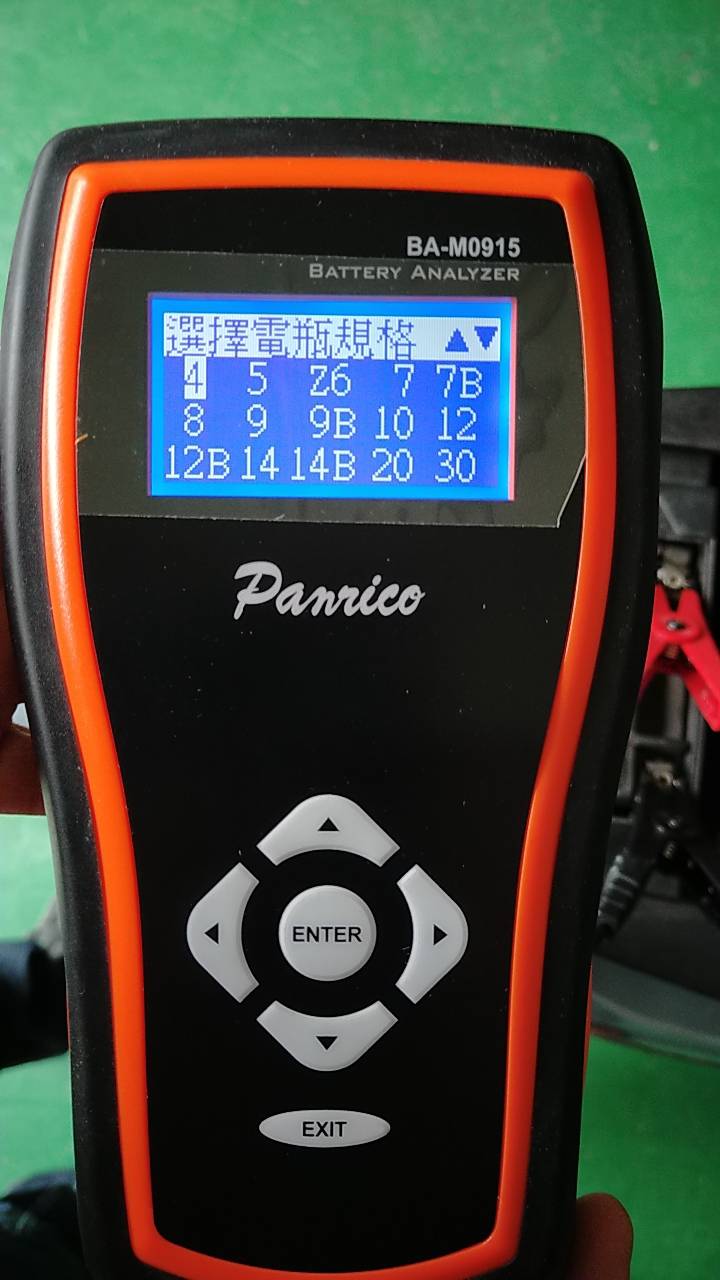 BA-M0915
BATTERY ANALYZER
選擇電瓶規格 ▲▼
4 5 Z6 7 7B
8 9 9B 10 12
12B 14 14B 20 30
Panrico
ENTER
EXIT